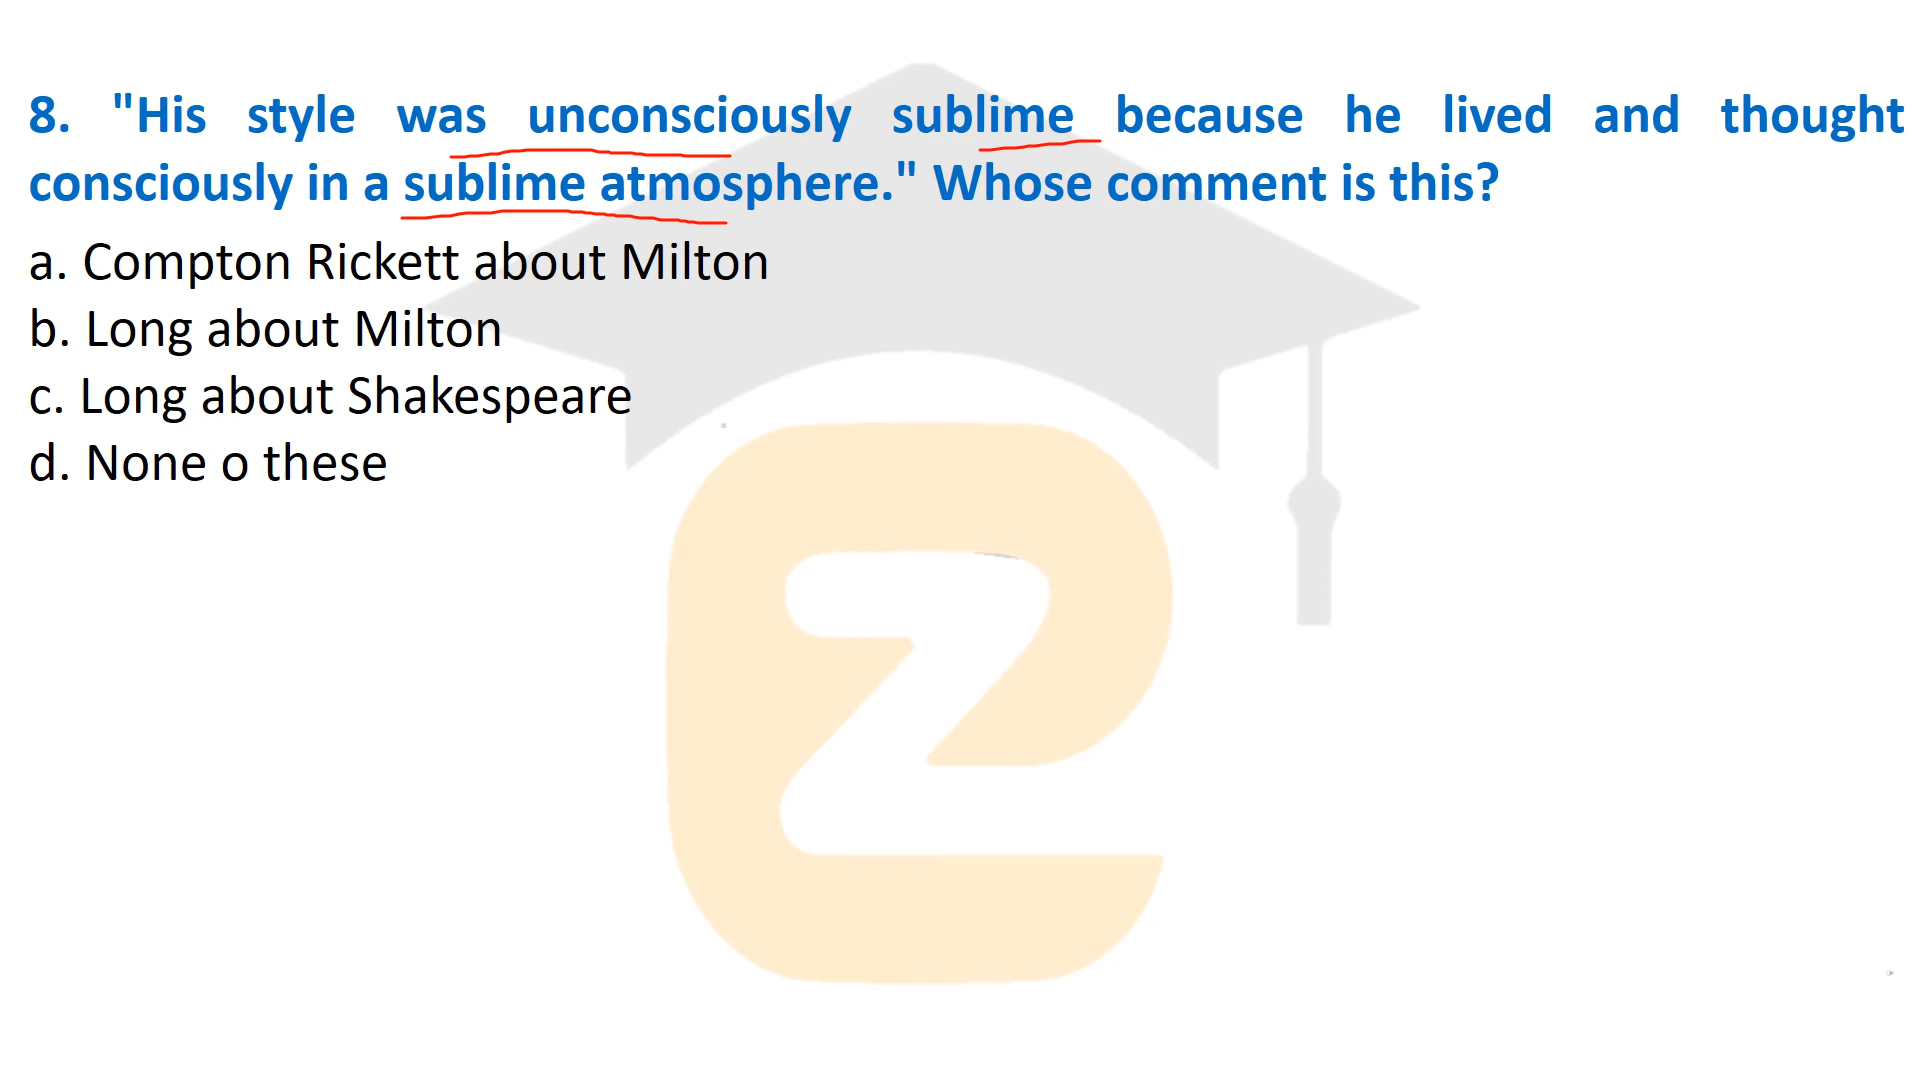 8. "His style was unconsciously sublime because he lived and thought
consciously in a sublime atmosphere." Whose comment is this?
a. Compton Rickett about Milton
b. Long about Milton
c. Long about Shakespeare
d. None o these